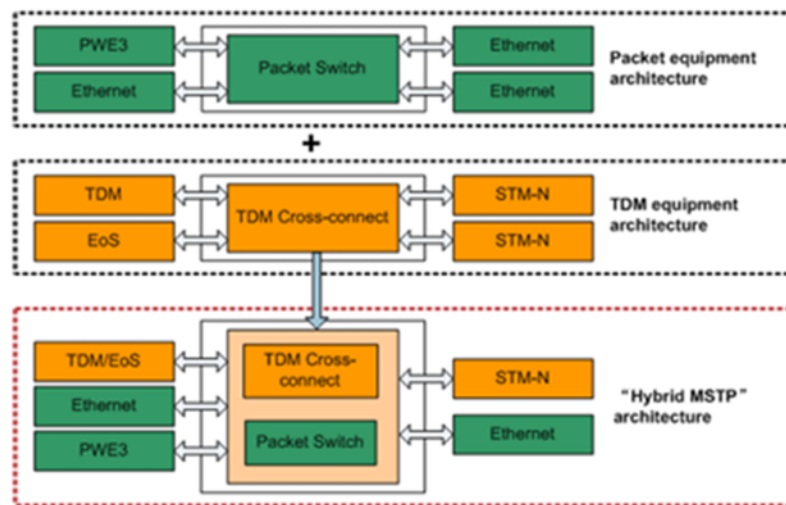 PWE3
Ethernet
Packet Switch
Ethernet
Ethernet
Packet equipment
architecture
+
TDM
EoS
TDM Cross-connect
STM-N
STM-N
TDM equipment
architecture
TDM/EoS
Ethernet
PWE3
TDM Cross-
connect
Packet Switch
STM-N
Ethernet
“Hybrid MSTP”
architecture